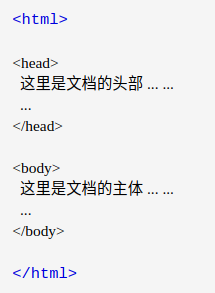 <html>
<head>
这里是文档的头部 ... ...
...
</head>
<body>
这里是文档的主体 ... ...
...
</body>
</html>